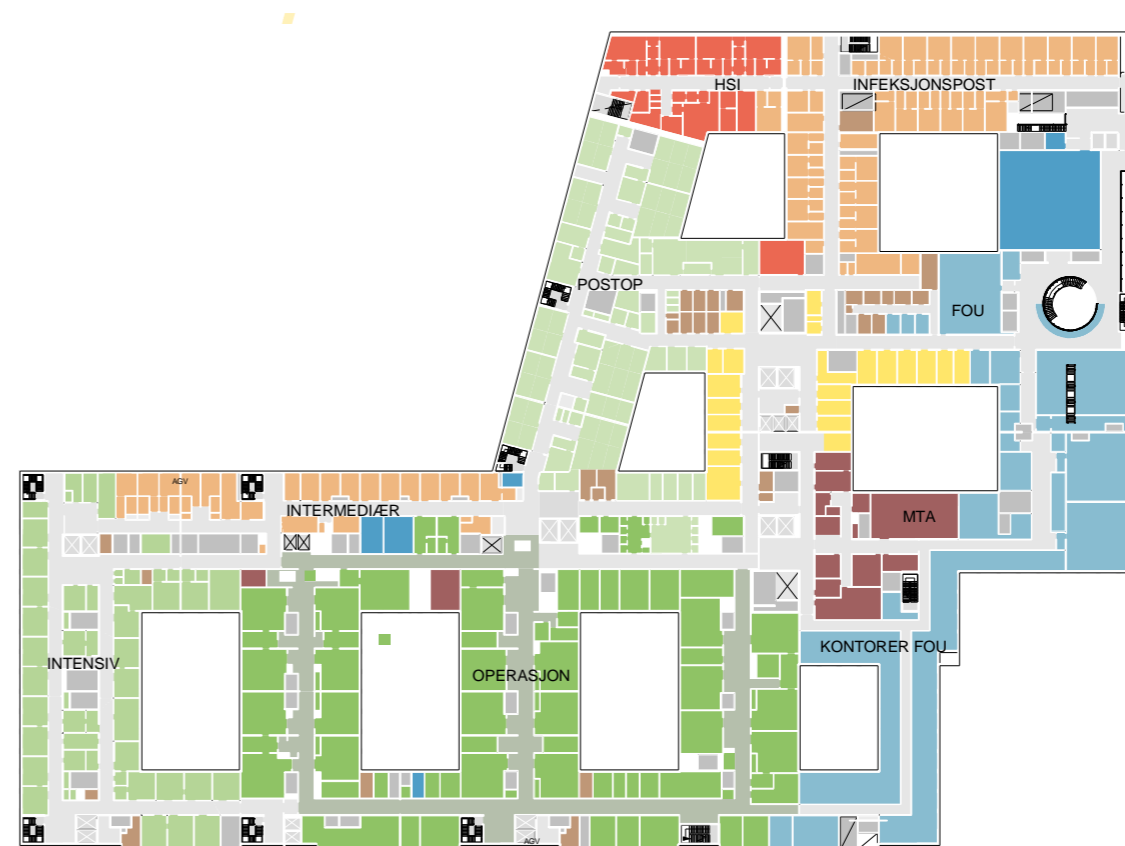 HSI
INFEKSJONSPOST
POSTOP
FOU
AGV
INTERMEDIÆR
MTA
INTENSIV
OPERASJON
KONTORER FOU
AGV